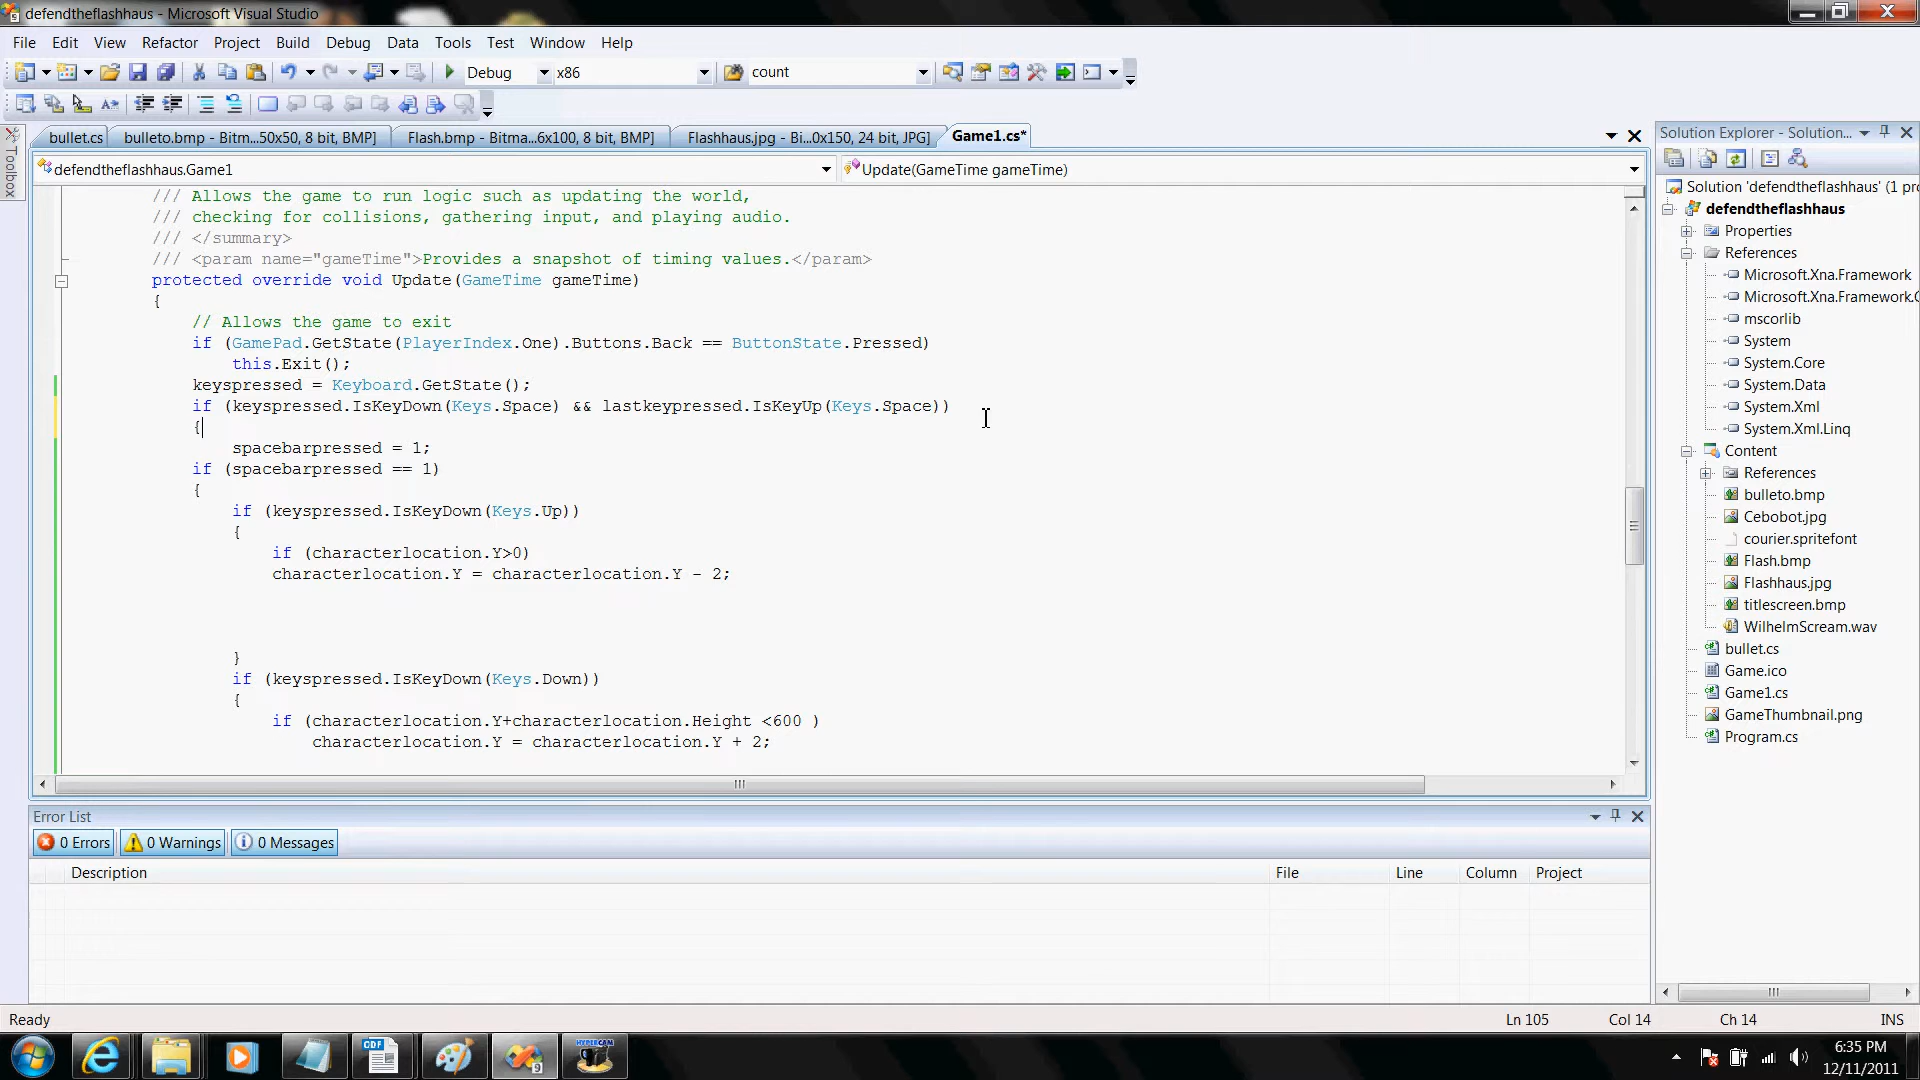 defendtheflashhaus - Microsoft Visual Studio
File Edit View Refactor Project Build Debug Data Tools Test Window Help
Debug x86 count
bullet.cs bulleto.bmp - Bitm...50x50, 8 bit, BMP] Flash.bmp - Bitma...6x100, 8 bit, BMP] Flashhaus.jpg - Bi...0x150, 24 bit, JPG] Game1.cs*
Toolbox
defendtheflashhaus.Game1 Update(GameTime gameTime)
/// Allows the game to run logic such as updating the world,
/// checking for collisions, gathering input, and playing audio.
/// </summary>
/// <param name="gameTime">Provides a snapshot of timing values.</param>
protected override void Update(GameTime gameTime)
{
// Allows the game to exit
if (GamePad.GetState(PlayerIndex.One).Buttons.Back == ButtonState.Pressed)
this.Exit();
keyspressed = Keyboard.GetState();
if (keyspressed.IsKeyDown(Keys.Space) && lastkeypressed.IsKeyUp(Keys.Space))
{
spacebarpressed = 1;
if (spacebarpressed == 1)
{
if (keyspressed.IsKeyDown(Keys.Up))
{
if (characterlocation.Y>0)
characterlocation.Y = characterlocation.Y - 2;
}
if (keyspressed.IsKeyDown(Keys.Down))
{
if (characterlocation.Y+characterlocation.Height <600 )
characterlocation.Y = characterlocation.Y + 2;
Solution Explorer - Solution...
Solution 'defendtheflashhaus' (1 pro
defendtheflashhaus
Properties
References
Microsoft.Xna.Framework
Microsoft.Xna.Framework.G
mscorlib
System
System.Core
System.Data
System.Xml
System.Xml.Linq
Content
References
bulleto.bmp
Cebobot.jpg
courier.spritefont
Flash.bmp
Flashhaus.jpg
titlescreen.bmp
WilhelmScream.wav
bullet.cs
Game.ico
Game1.cs
GameThumbnail.png
Program.cs
Error List
0 Errors 0 Warnings 0 Messages
Description File Line Column Project
Ready Ln 105 Col 14 Ch 14 INS
ODF
9
HYPERCAM
6:35 PM
12/11/2011